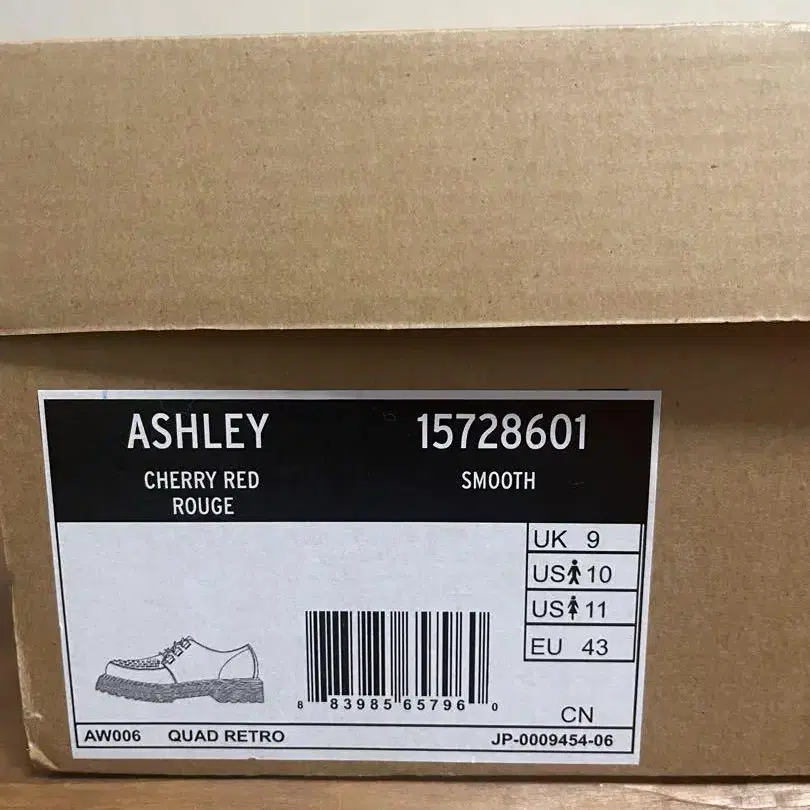 ASHLEY 15728601
CHERRY RED SMOOTH
ROUGE
UK 9
US 10
US 11
EU 43
8 83985 65796 0
CN
AW006 QUAD RETRO JP-0009454-06